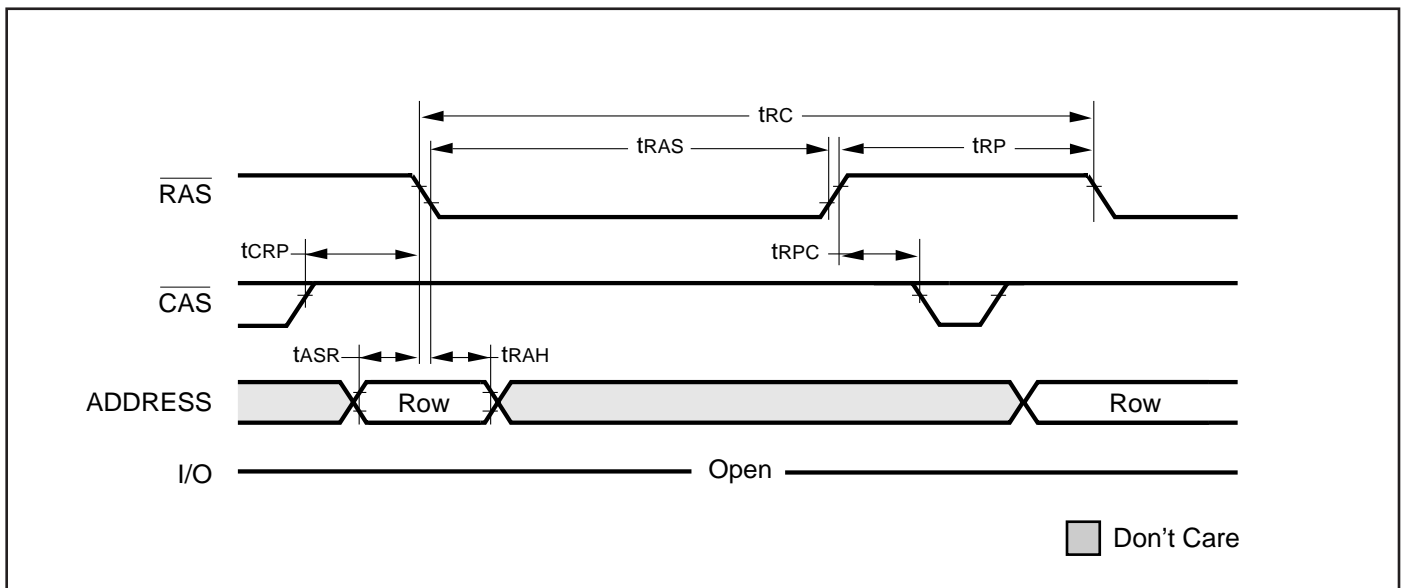 tRC
tRAS
tRP
RAS
tCRP
tRPC
CAS
tASR
tRAH
ADDRESS
Row
Row
I/O
Open
Don't Care